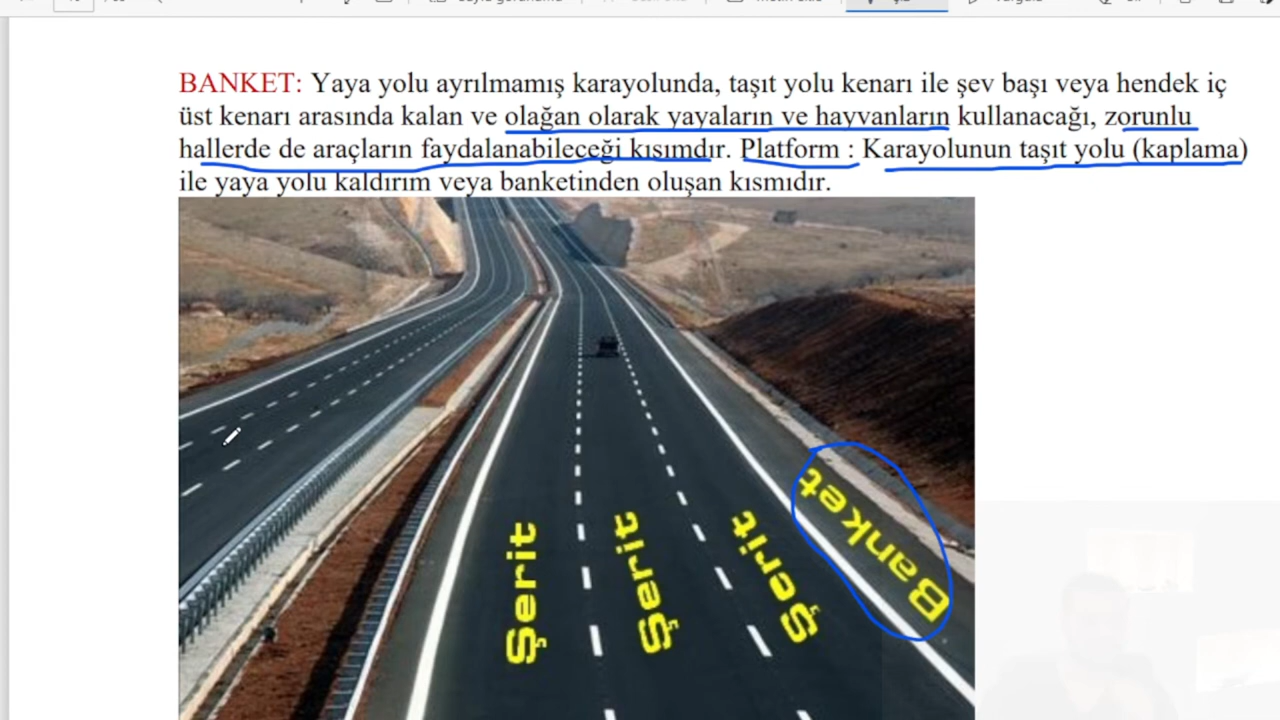 BANKET: Yaya yolu ayrılmamış karayolunda, taşıt yolu kenarı ile şev başı veya hendek iç
üst kenarı arasında kalan ve olağan olarak yayaların ve hayvanların kullanacağı, zorunlu
hallerde de araçların faydalanabileceği kısımdır. Platform : Karayolunun taşıt yolu (kaplama)
ile yaya yolu kaldırım veya banketinden oluşan kısmıdır.
Şerit
Şerit
Şerit
Banket